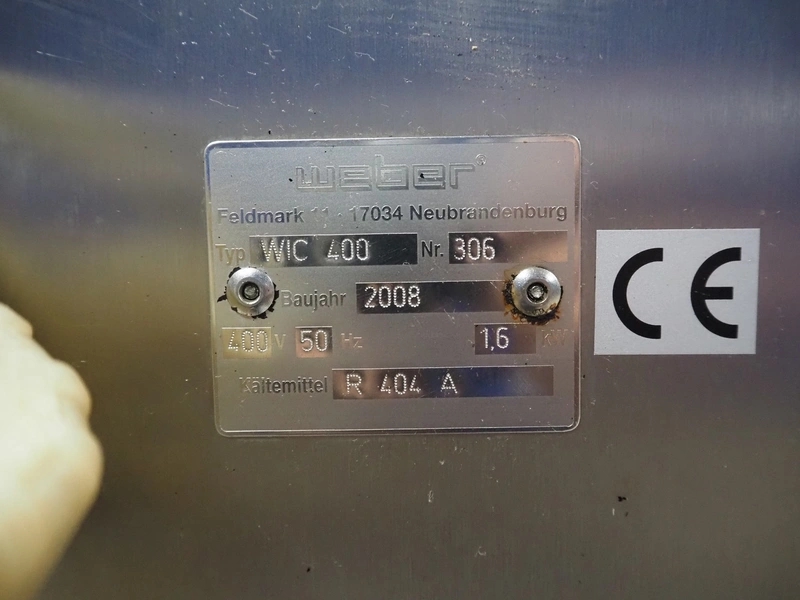 weber®
Feldmark 11 - 17034 Neubrandenburg
Typ WIC 400 Nr. 306
Baujahr 2008
400 V 50 Hz 1,6 kW
Kältemittel R 404 A
CE